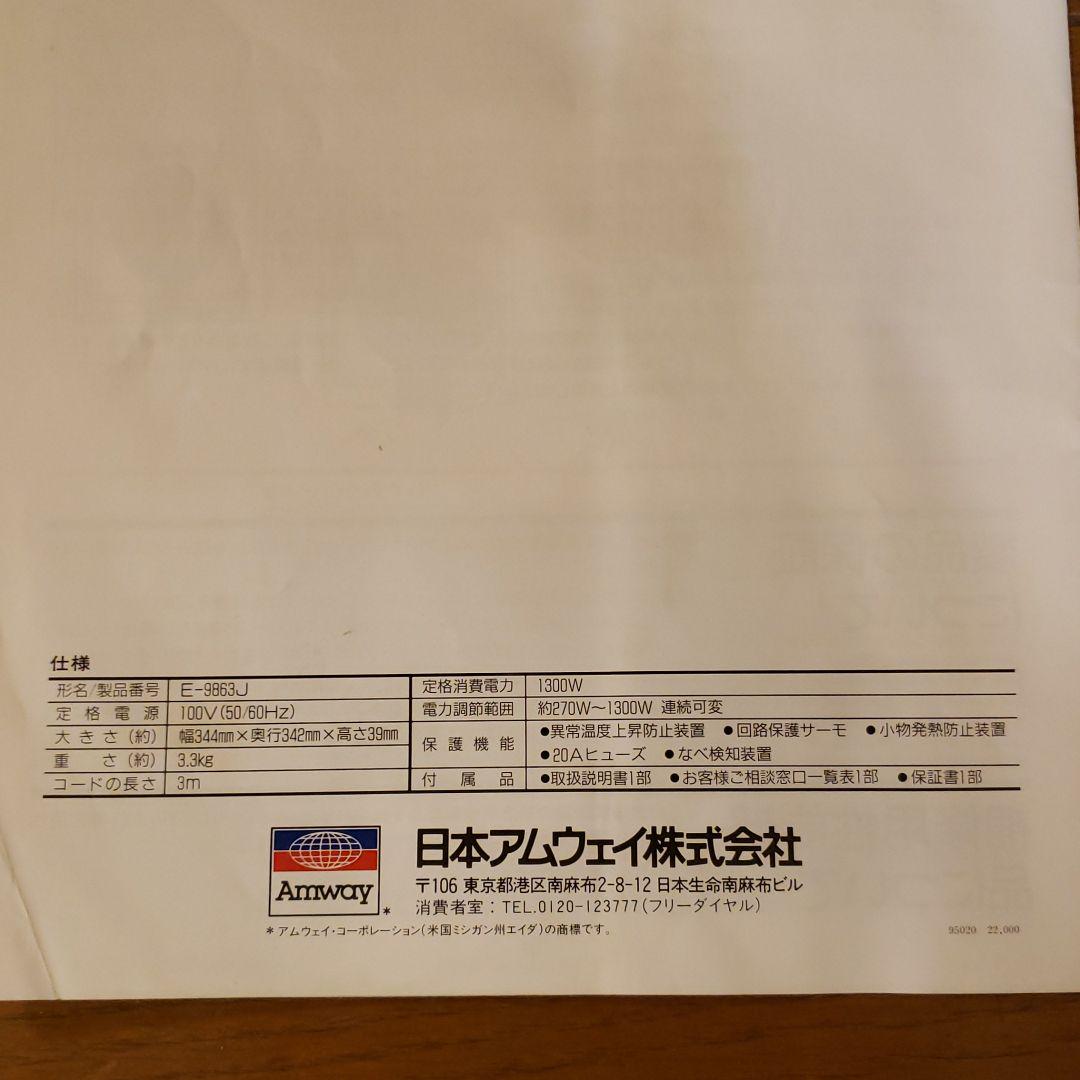 仕様
形名/製品番号 E-9863J
定格電源 100V(50/60Hz)
大きさ(約) 幅344mm×奥行342mm×高さ39mm
重さ(約) 3.3kg
コードの長さ 3m
定格消費電力 1300W
電力調節範囲 約270W〜1300W 連続可変
保護機能 ●異常温度上昇防止装置 ●回路保護サーモ ●小物発熱防止装置
●20Aヒューズ ●なべ検知装置
付属品 ●取扱説明書1部 ●お客様ご相談窓口一覧表1部 ●保証書1部
Amway*
日本アムウェイ株式会社
〒106 東京都港区南麻布2-8-12 日本生命南麻布ビル
消費者室：TEL.0120-123777(フリーダイヤル)
*アムウェイ・コーポレーション(米国ミシガン州エイダ)の商標です。
95020 22,000